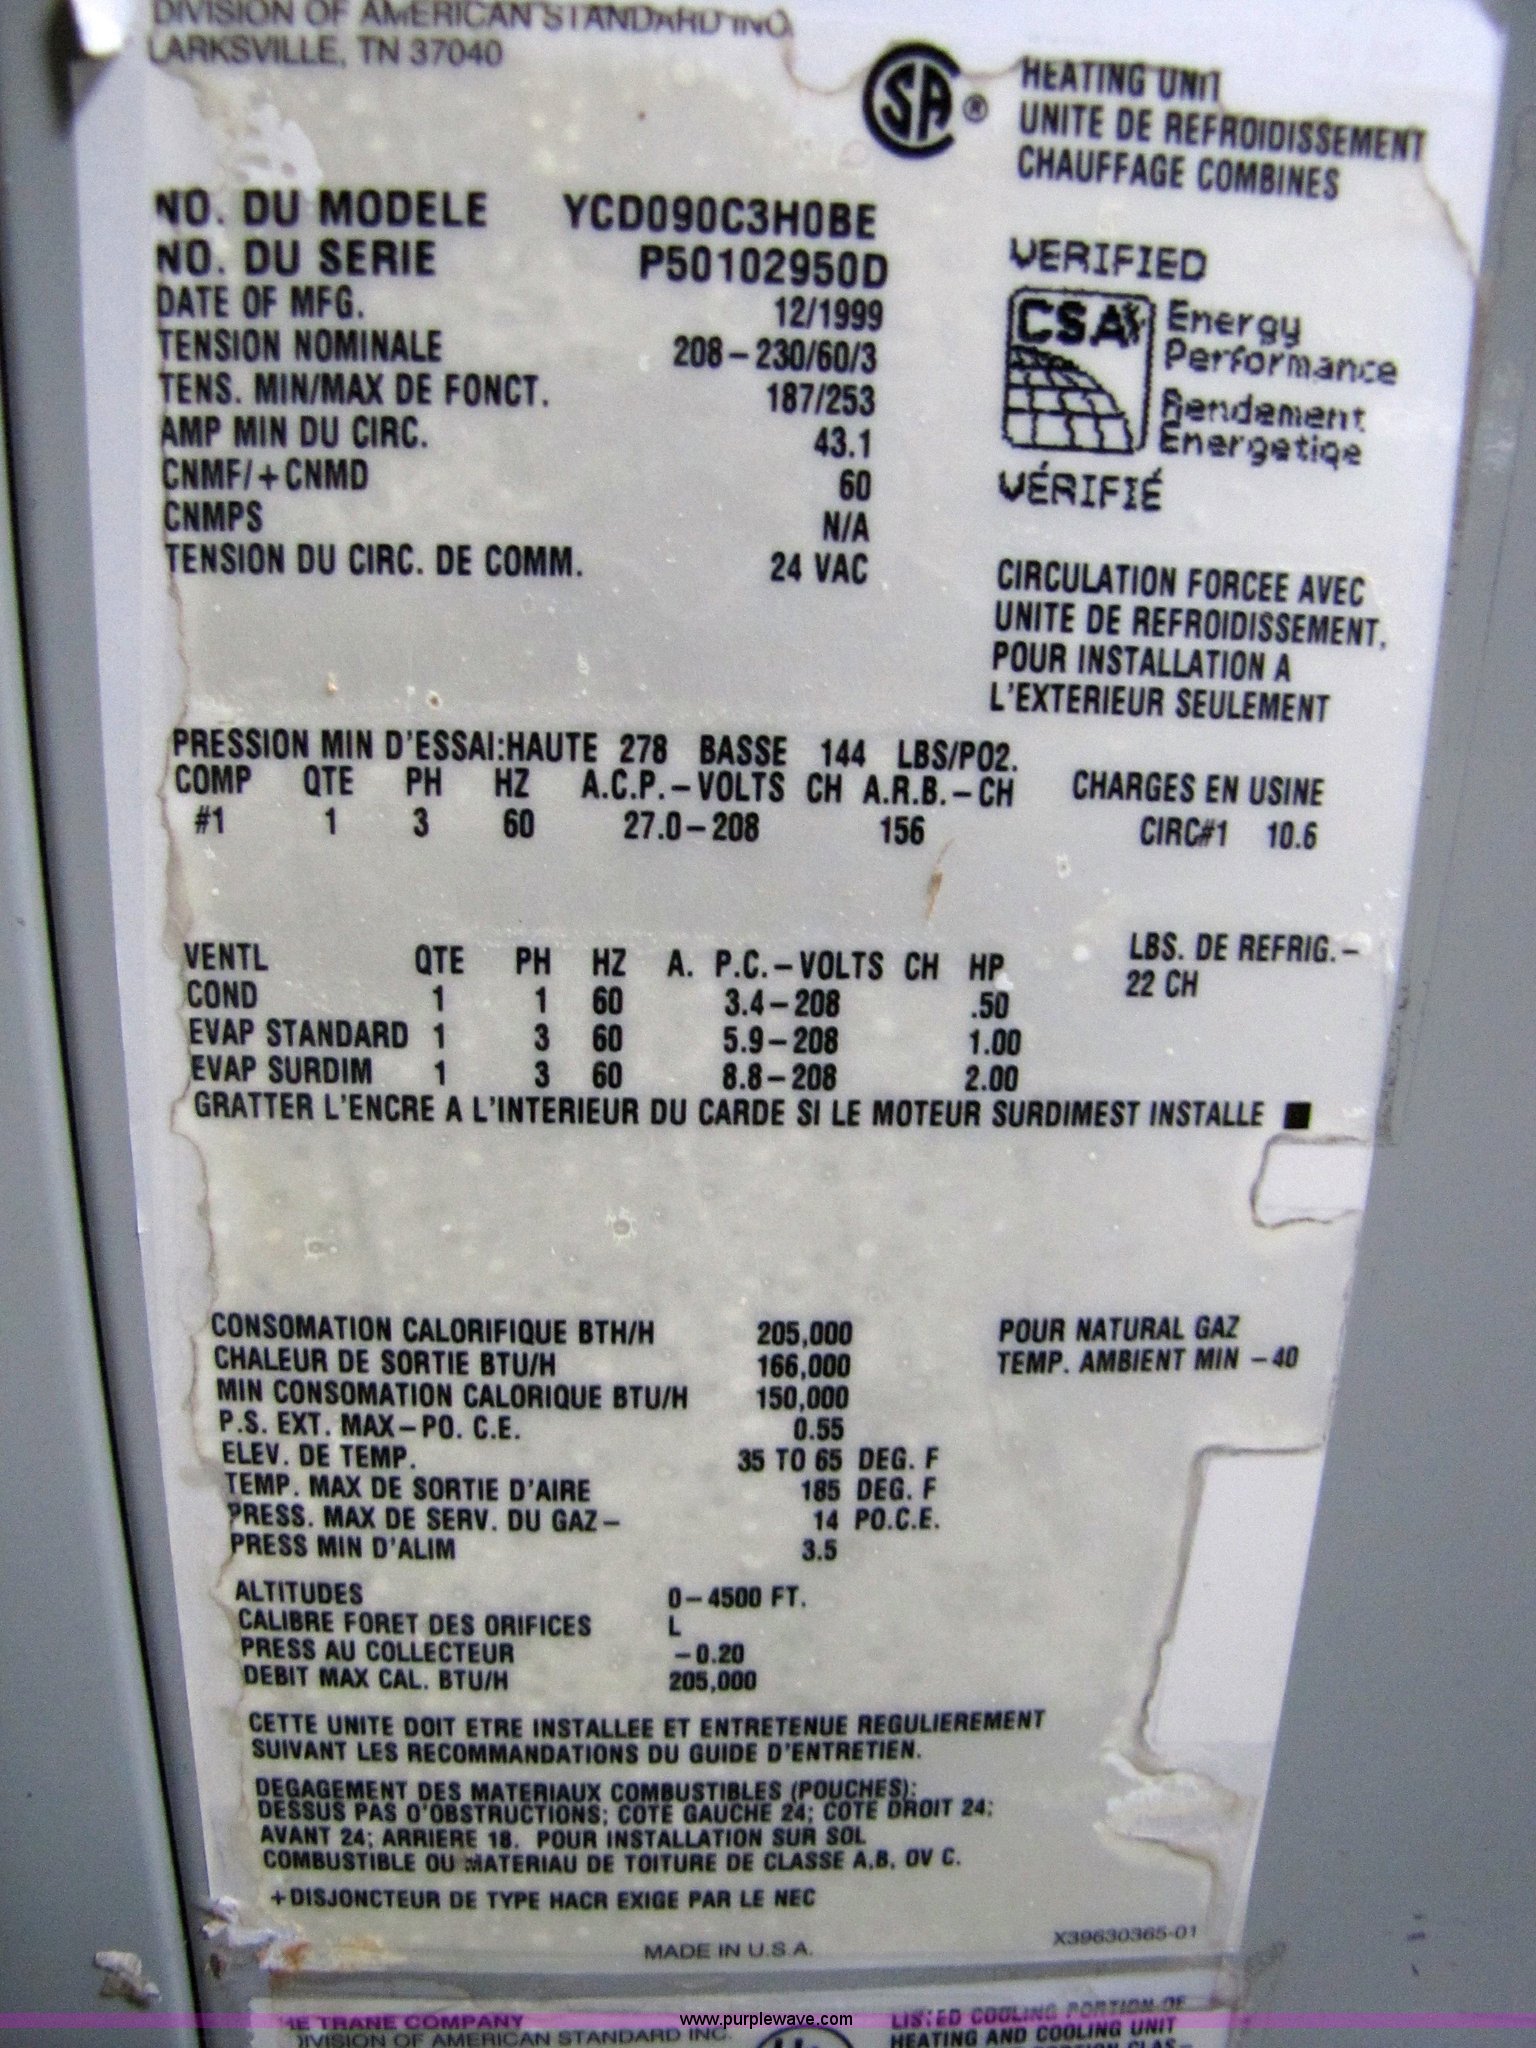 DIVISION OF AMERICAN STANDARD INC.
LARKSVILLE, TN 37040
SA ®
HEATING UNIT
UNITE DE REFROIDISSEMENT
CHAUFFAGE COMBINES
NO. DU MODELE YCD090C3H0BE
NO. DU SERIE P50102950D
DATE OF MFG. 12/1999
TENSION NOMINALE 208-230/60/3
TENS. MIN/MAX DE FONCT. 187/253
AMP MIN DU CIRC. 43.1
CNMF/+CNMD 60
CNMPS N/A
TENSION DU CIRC. DE COMM. 24 VAC
VERIFIED
CSA Energy
Performance
Rendement
Energetiqe
VÉRIFIÉ
CIRCULATION FORCEE AVEC
UNITE DE REFROIDISSEMENT,
POUR INSTALLATION A
L'EXTERIEUR SEULEMENT
PRESSION MIN D'ESSAI:HAUTE 278 BASSE 144 LBS/PO2.
COMP QTE PH HZ A.C.P.-VOLTS CH A.R.B.-CH CHARGES EN USINE
#1 1 3 60 27.0-208 156 CIRC#1 10.6
VENTL QTE PH HZ A. P.C.-VOLTS CH HP LBS. DE REFRIG.-
COND 1 1 60 3.4-208 .50 22 CH
EVAP STANDARD 1 3 60 5.9-208 1.00
EVAP SURDIM 1 3 60 8.8-208 2.00
GRATTER L'ENCRE A L'INTERIEUR DU CARDE SI LE MOTEUR SURDIMEST INSTALLE ■
CONSOMATION CALORIFIQUE BTH/H 205,000 POUR NATURAL GAZ
CHALEUR DE SORTIE BTU/H 166,000 TEMP. AMBIENT MIN -40
MIN CONSOMATION CALORIQUE BTU/H 150,000
P.S. EXT. MAX-PO. C.E. 0.55
ELEV. DE TEMP. 35 TO 65 DEG. F
TEMP. MAX DE SORTIE D'AIRE 185 DEG. F
PRESS. MAX DE SERV. DU GAZ- 14 PO.C.E.
PRESS MIN D'ALIM 3.5
ALTITUDES 0-4500 FT.
CALIBRE FORET DES ORIFICES L
PRESS AU COLLECTEUR -0.20
DEBIT MAX CAL. BTU/H 205,000
CETTE UNITE DOIT ETRE INSTALLEE ET ENTRETENUE REGULIEREMENT
SUIVANT LES RECOMMANDATIONS DU GUIDE D'ENTRETIEN.
DEGAGEMENT DES MATERIAUX COMBUSTIBLES (POUCHES):
DESSUS PAS O'OBSTRUCTIONS; COTE GAUCHE 24; COTE DROIT 24;
AVANT 24; ARRIERE 18. POUR INSTALLATION SUR SOL
COMBUSTIBLE OU MATERIAU DE TOITURE DE CLASSE A,B, OV C.
+DISJONCTEUR DE TYPE HACR EXIGE PAR LE NEC
MADE IN U.S.A. X39630365-01
HE TRANE COMPANY
DIVISION OF AMERICAN STANDARD INC.
LISTED COOLING PORTION OF
HEATING AND COOLING UNIT
www.purplewave.com